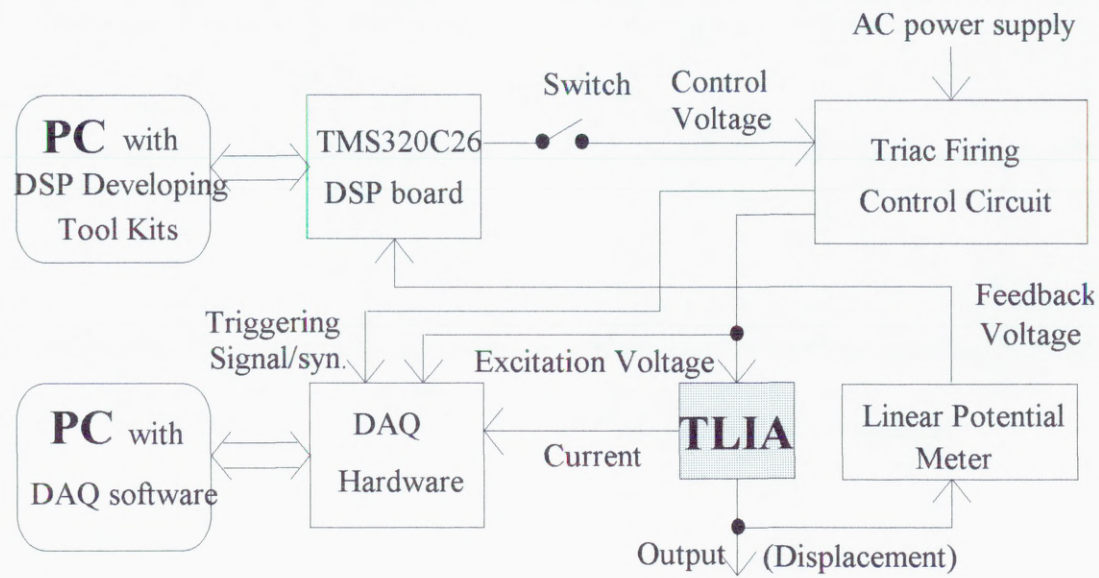 AC power supply
Switch
Control
Voltage
PC with
DSP Developing
Tool Kits
TMS320C26
DSP board
Triac Firing
Control Circuit
Feedback
Voltage
Triggering
Signal/syn.
Excitation Voltage
PC with
DAQ software
DAQ
Hardware
Current
TLIA
Linear Potential
Meter
Output (Displacement)